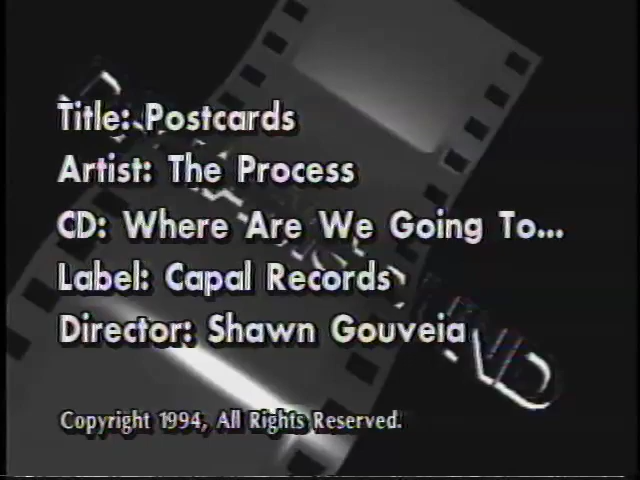 Title: Postcards
Artist: The Process
CD: Where Are We Going To...
Label: Capal Records
Director: Shawn Gouveia
Copyright 1994, All Rights Reserved.